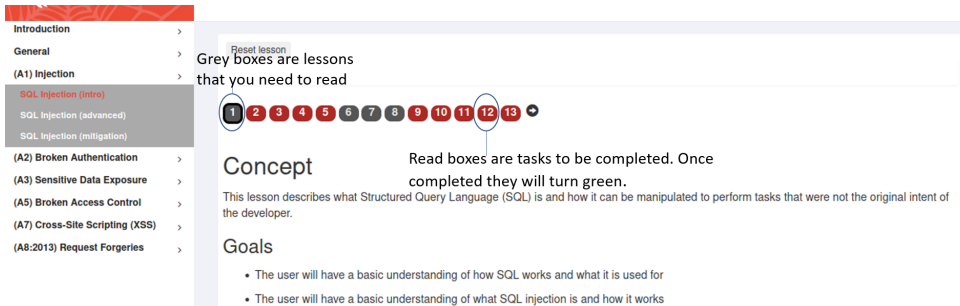 Introduction
General
(A1) Injection
SQL Injection (intro)
SQL Injection (advanced)
SQL Injection (mitigation)
(A2) Broken Authentication
(A3) Sensitive Data Exposure
(A5) Broken Access Control
(A7) Cross-Site Scripting (XSS)
(A8:2013) Request Forgeries
Reset lesson
Grey boxes are lessons
that you need to read
1 2 3 4 5 6 7 8 9 10 11 12 13
Read boxes are tasks to be completed. Once
completed they will turn green.
Concept
This lesson describes what Structured Query Language (SQL) is and how it can be manipulated to perform tasks that were not the original intent of
the developer.
Goals
• The user will have a basic understanding of how SQL works and what it is used for
• The user will have a basic understanding of what SQL injection is and how it works